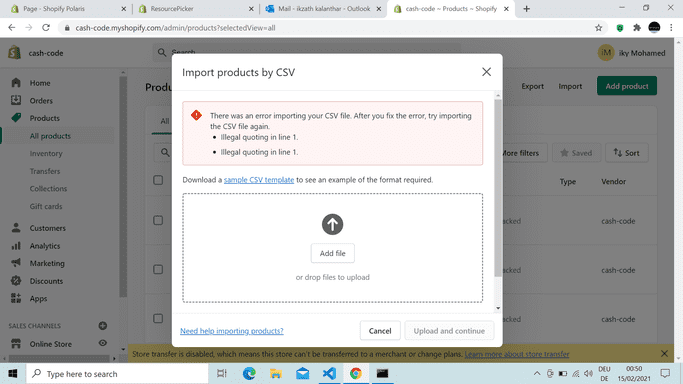 Page - Shopify Polaris
ResourcePicker
Mail - ikzath kalanthar - Outlook
cash-code ~ Products ~ Shopify
cash-code.myshopify.com/admin/products?selectedView=all
cash-code
Search
iM
iky Mohamed
Home
Orders
Products
All products
Inventory
Transfers
Collections
Gift cards
Customers
Analytics
Marketing
Discounts
Apps
SALES CHANNELS
Online Store
Produ
Export
Import
Add product
All
More filters
Saved
Sort
Type
Vendor
acked
cash-code
acked
cash-code
acked
cash-code
Import products by CSV
There was an error importing your CSV file. After you fix the error, try importing
the CSV file again.
• Illegal quoting in line 1.
• Illegal quoting in line 1.
Download a sample CSV template to see an example of the format required.
Add file
or drop files to upload
Need help importing products?
Cancel
Upload and continue
Store transfer is disabled, which means this store can't be transferred to a merchant or change plans. Learn more about store transfer
Type here to search
DEU
DE
00:50
15/02/2021